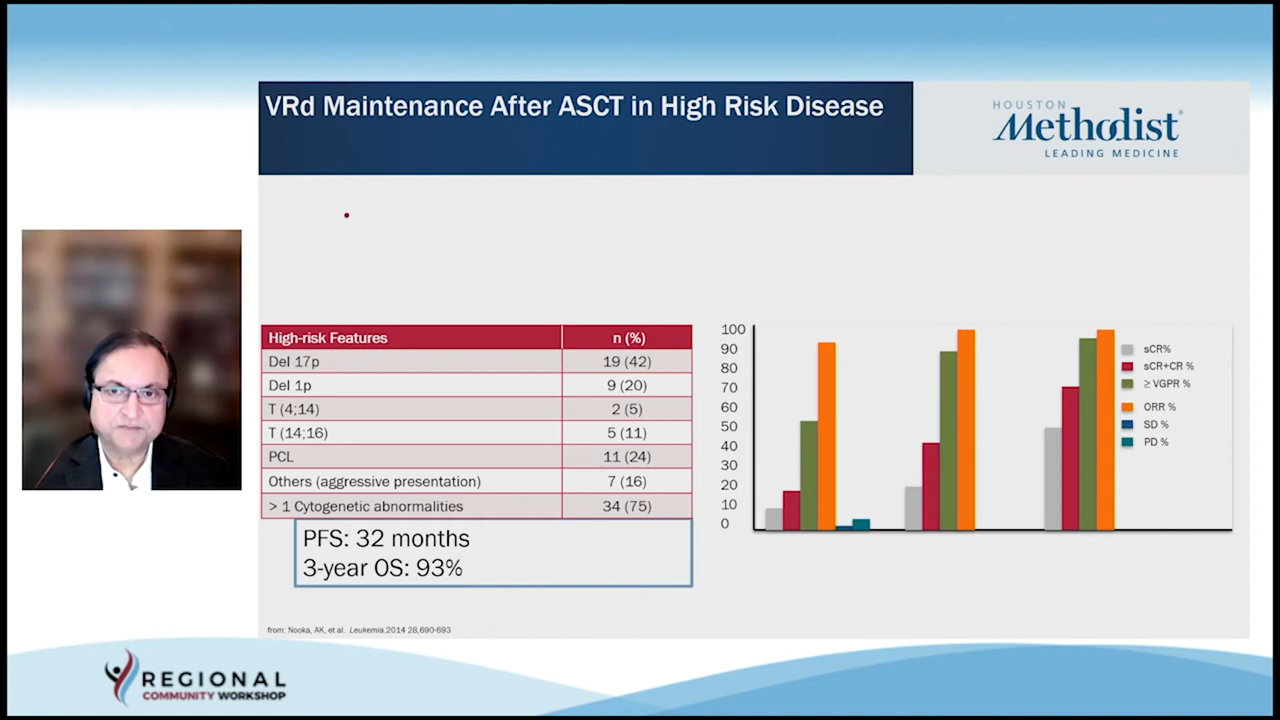 VRd Maintenance After ASCT in High Risk Disease
HOUSTON
Methodist®
LEADING MEDICINE
High-risk Features n (%)
Del 17p 19 (42)
Del 1p 9 (20)
T (4;14) 2 (5)
T (14;16) 5 (11)
PCL 11 (24)
Others (aggressive presentation) 7 (16)
> 1 Cytogenetic abnormalities 34 (75)
PFS: 32 months
3-year OS: 93%
100
90
80
70
60
50
40
30
20
10
0
sCR%
sCR+CR %
≥ VGPR %
ORR %
SD %
PD %
from: Nooka, AK, et al. Leukemia.2014 28,690-693
REGIONAL
COMMUNITY WORKSHOP